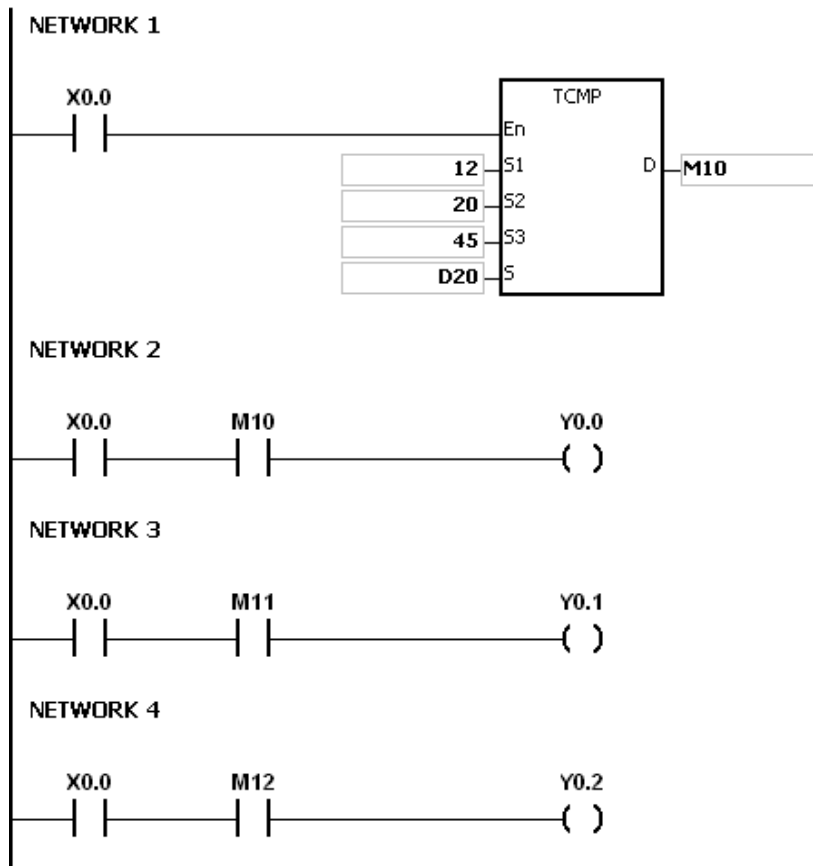 NETWORK 1
X0.0
TCMP
En
12 S1 D M10
20 S2
45 S3
D20 S
NETWORK 2
X0.0 M10 Y0.0
NETWORK 3
X0.0 M11 Y0.1
NETWORK 4
X0.0 M12 Y0.2